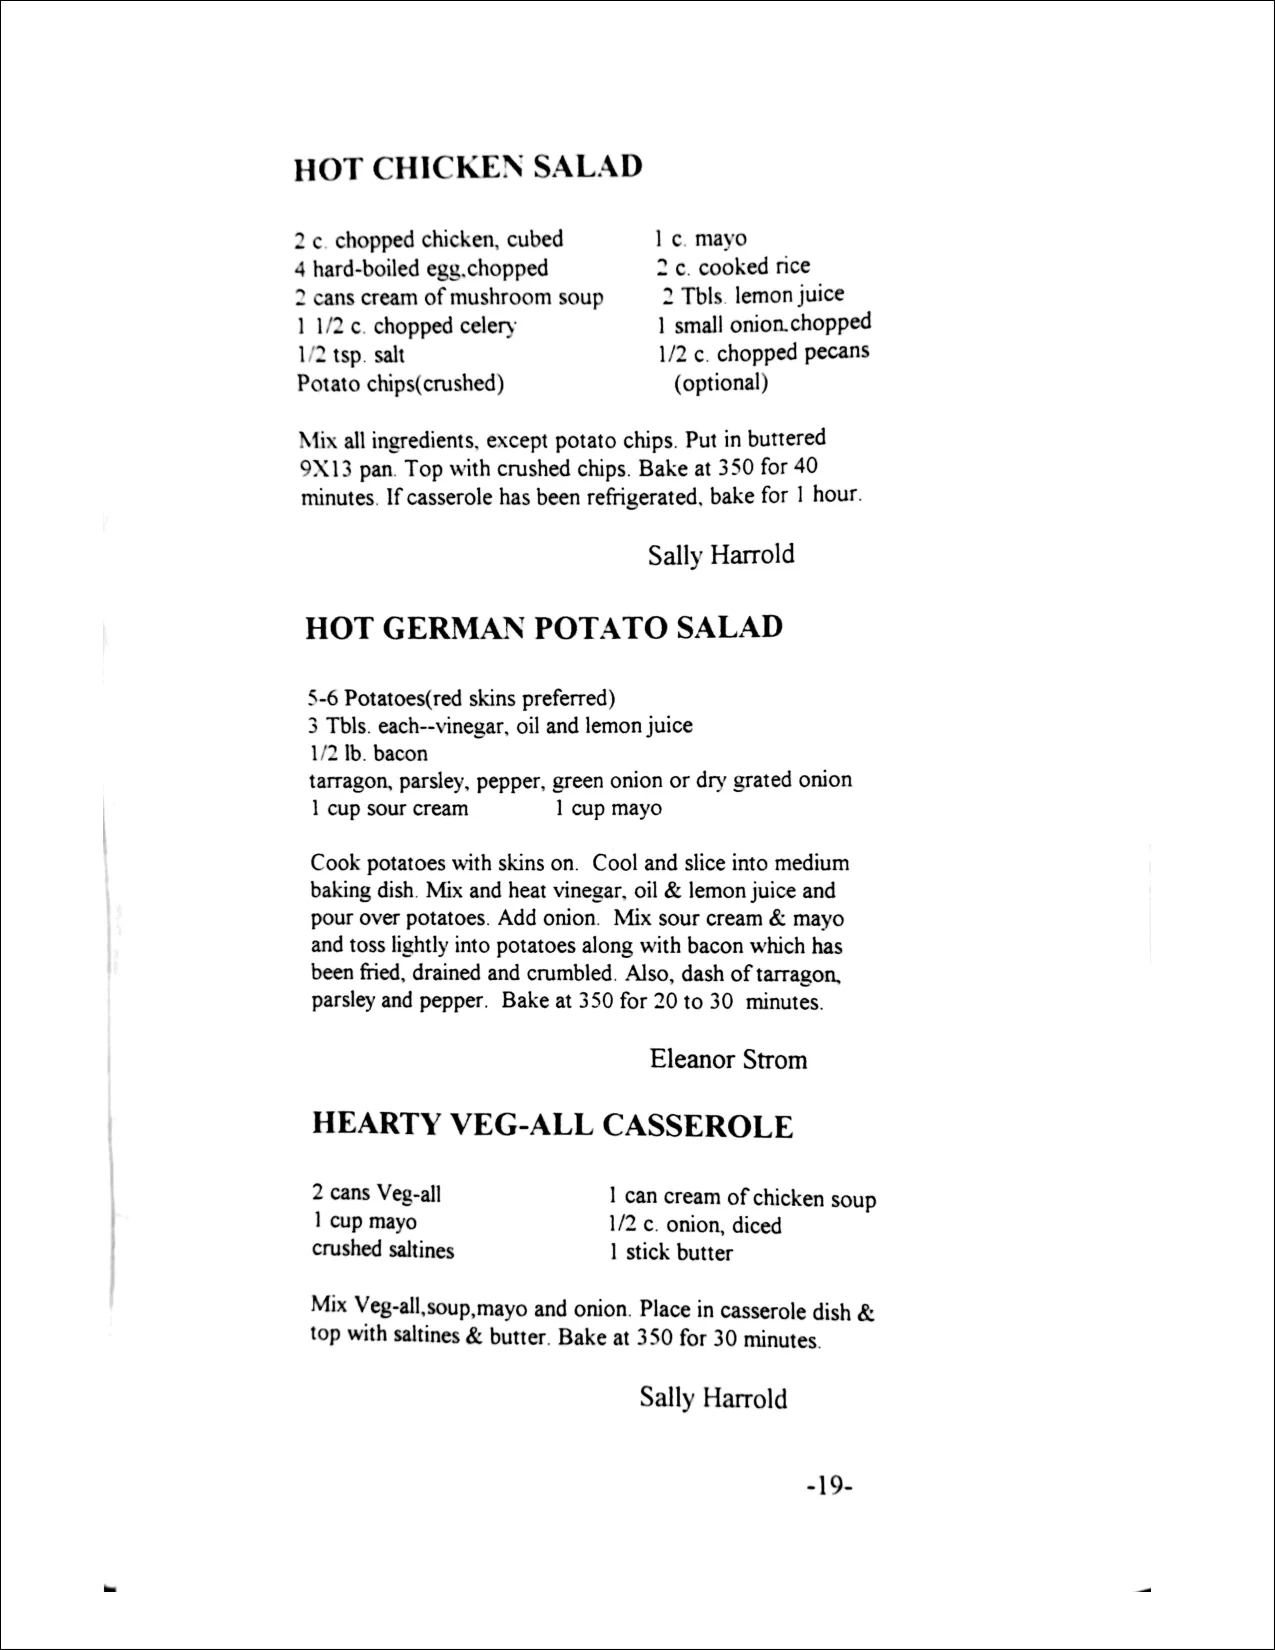 HOT CHICKEN SALAD
2 c. chopped chicken, cubed 1 c. mayo
4 hard-boiled egg,chopped 2 c. cooked rice
2 cans cream of mushroom soup 2 Tbls. lemon juice
1 1/2 c. chopped celery 1 small onion,chopped
1/2 tsp. salt 1/2 c. chopped pecans
Potato chips(crushed) (optional)
Mix all ingredients, except potato chips. Put in buttered
9X13 pan. Top with crushed chips. Bake at 350 for 40
minutes. If casserole has been refrigerated, bake for 1 hour.
Sally Harrold
HOT GERMAN POTATO SALAD
5-6 Potatoes(red skins preferred)
3 Tbls. each--vinegar, oil and lemon juice
1/2 lb. bacon
tarragon, parsley, pepper, green onion or dry grated onion
1 cup sour cream 1 cup mayo
Cook potatoes with skins on. Cool and slice into medium
baking dish. Mix and heat vinegar, oil & lemon juice and
pour over potatoes. Add onion. Mix sour cream & mayo
and toss lightly into potatoes along with bacon which has
been fried, drained and crumbled. Also, dash of tarragon,
parsley and pepper. Bake at 350 for 20 to 30 minutes.
Eleanor Strom
HEARTY VEG-ALL CASSEROLE
2 cans Veg-all 1 can cream of chicken soup
1 cup mayo 1/2 c. onion, diced
crushed saltines 1 stick butter
Mix Veg-all,soup,mayo and onion. Place in casserole dish &
top with saltines & butter. Bake at 350 for 30 minutes.
Sally Harrold
-19-